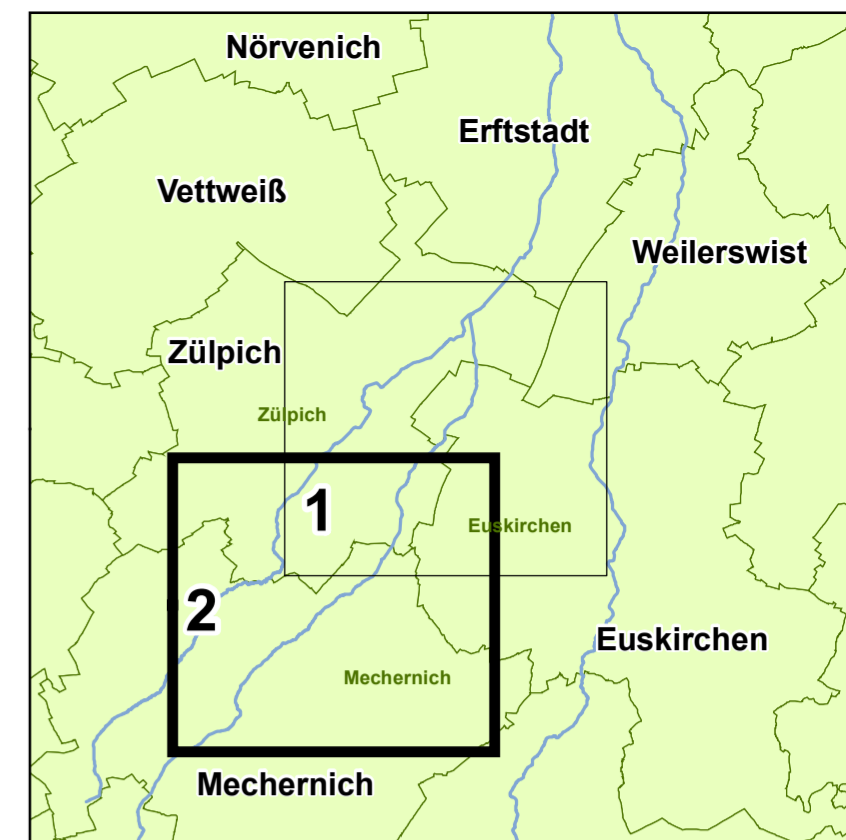 Nörvenich
Erftstadt
Vettweiß
Weilerswist
Zülpich
Zülpich
1
Euskirchen
2
Euskirchen
Mechernich
Mechernich